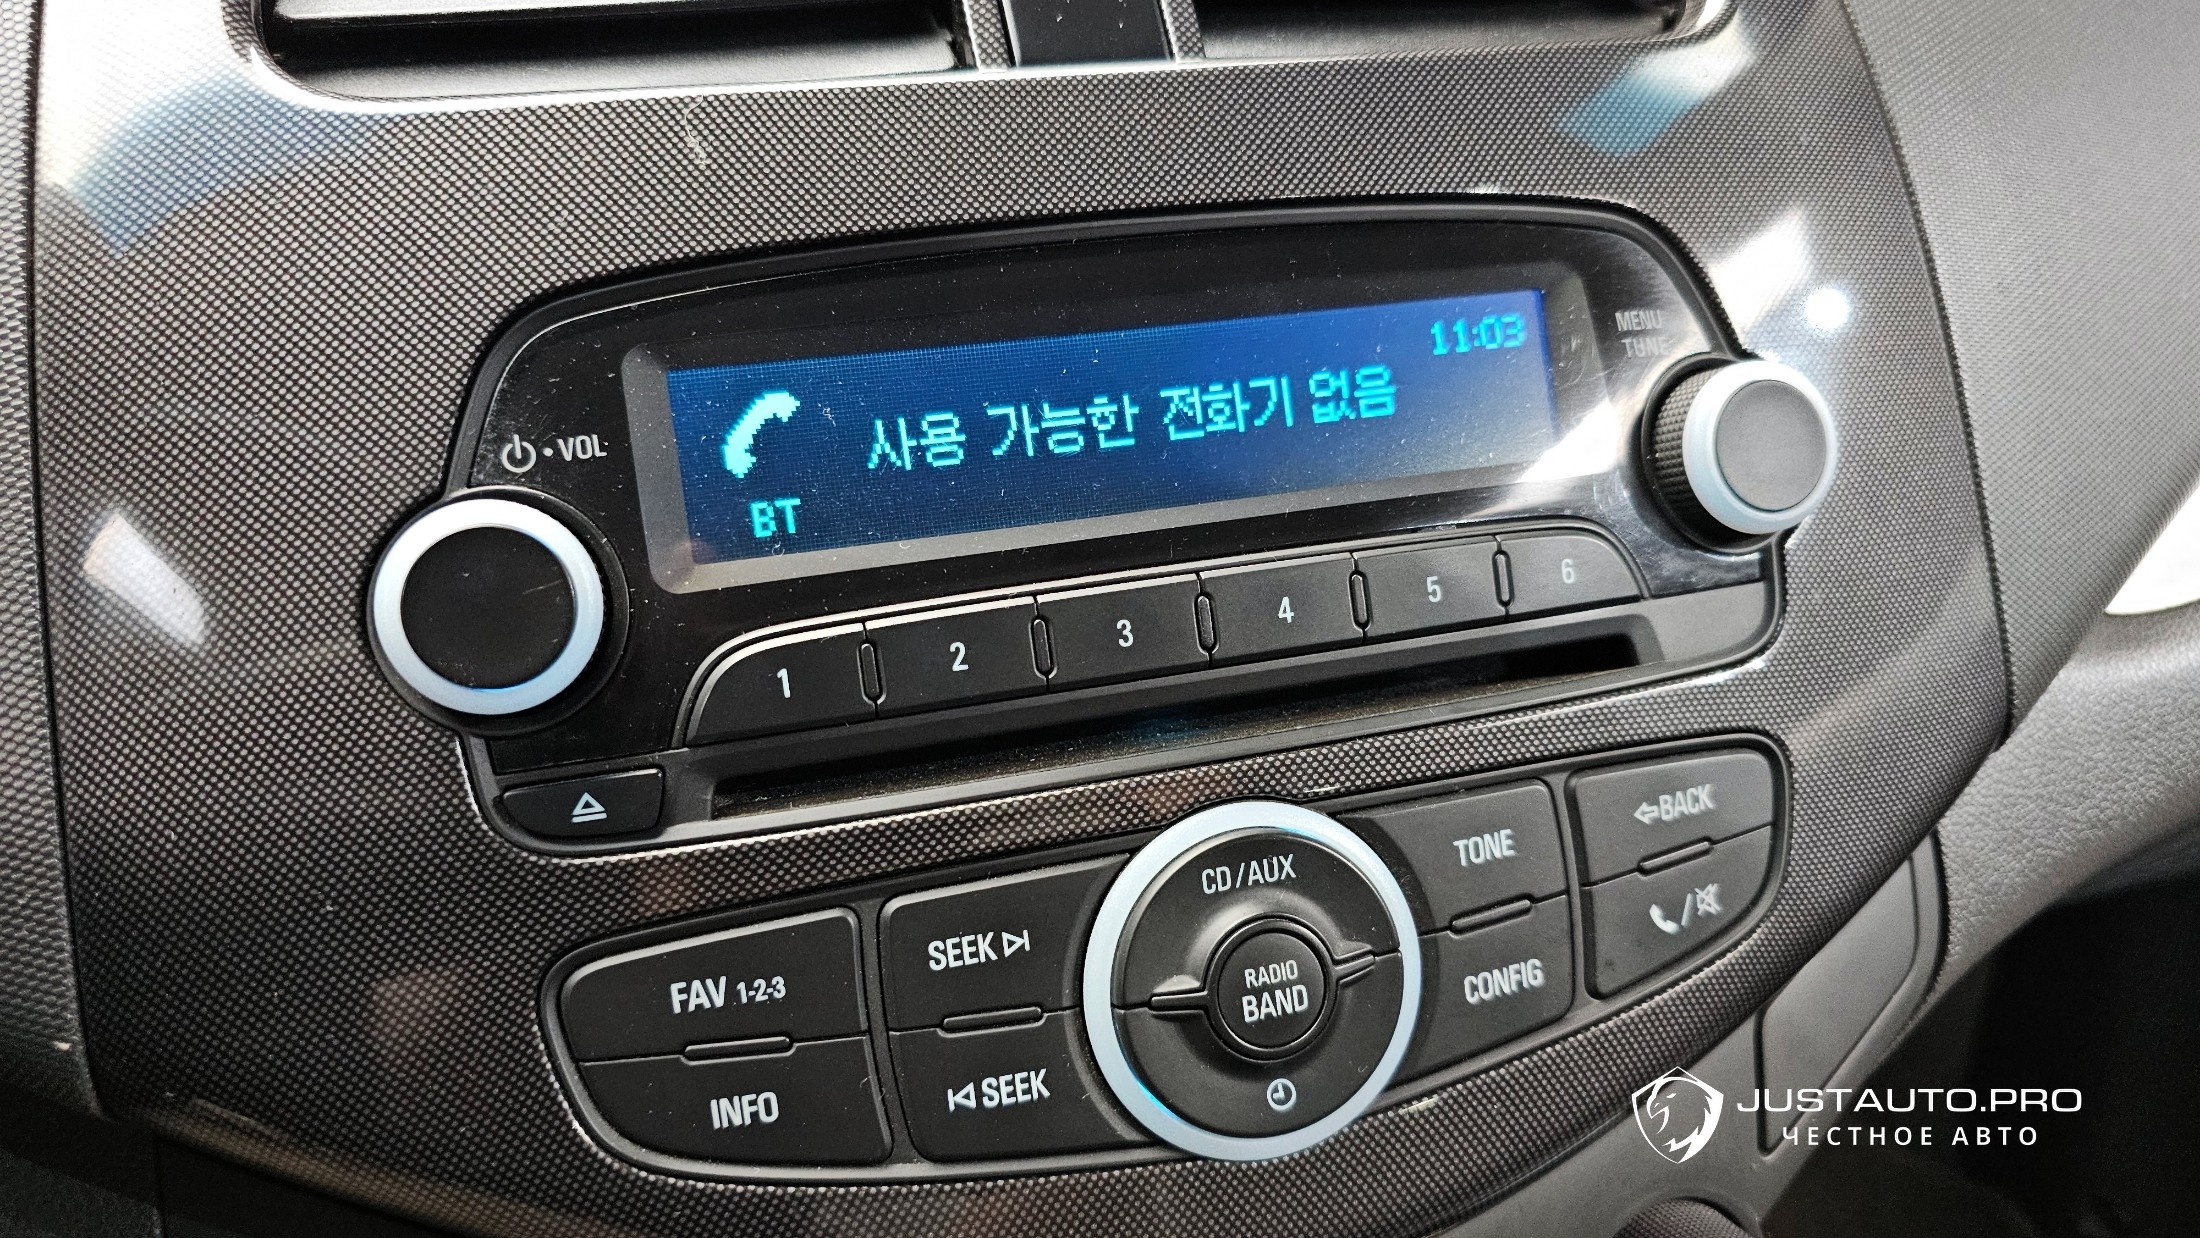 11:03
사용 가능한 전화기 없음
BT
VOL
MENU
TUNE
1 2 3 4 5 6
CD/AUX
TONE
BACK
SEEK
FAV 1-2-3
RADIO
BAND
CONFIG
INFO
SEEK
JUSTAUTO.PRO
ЧЕСТНОЕ АВТО